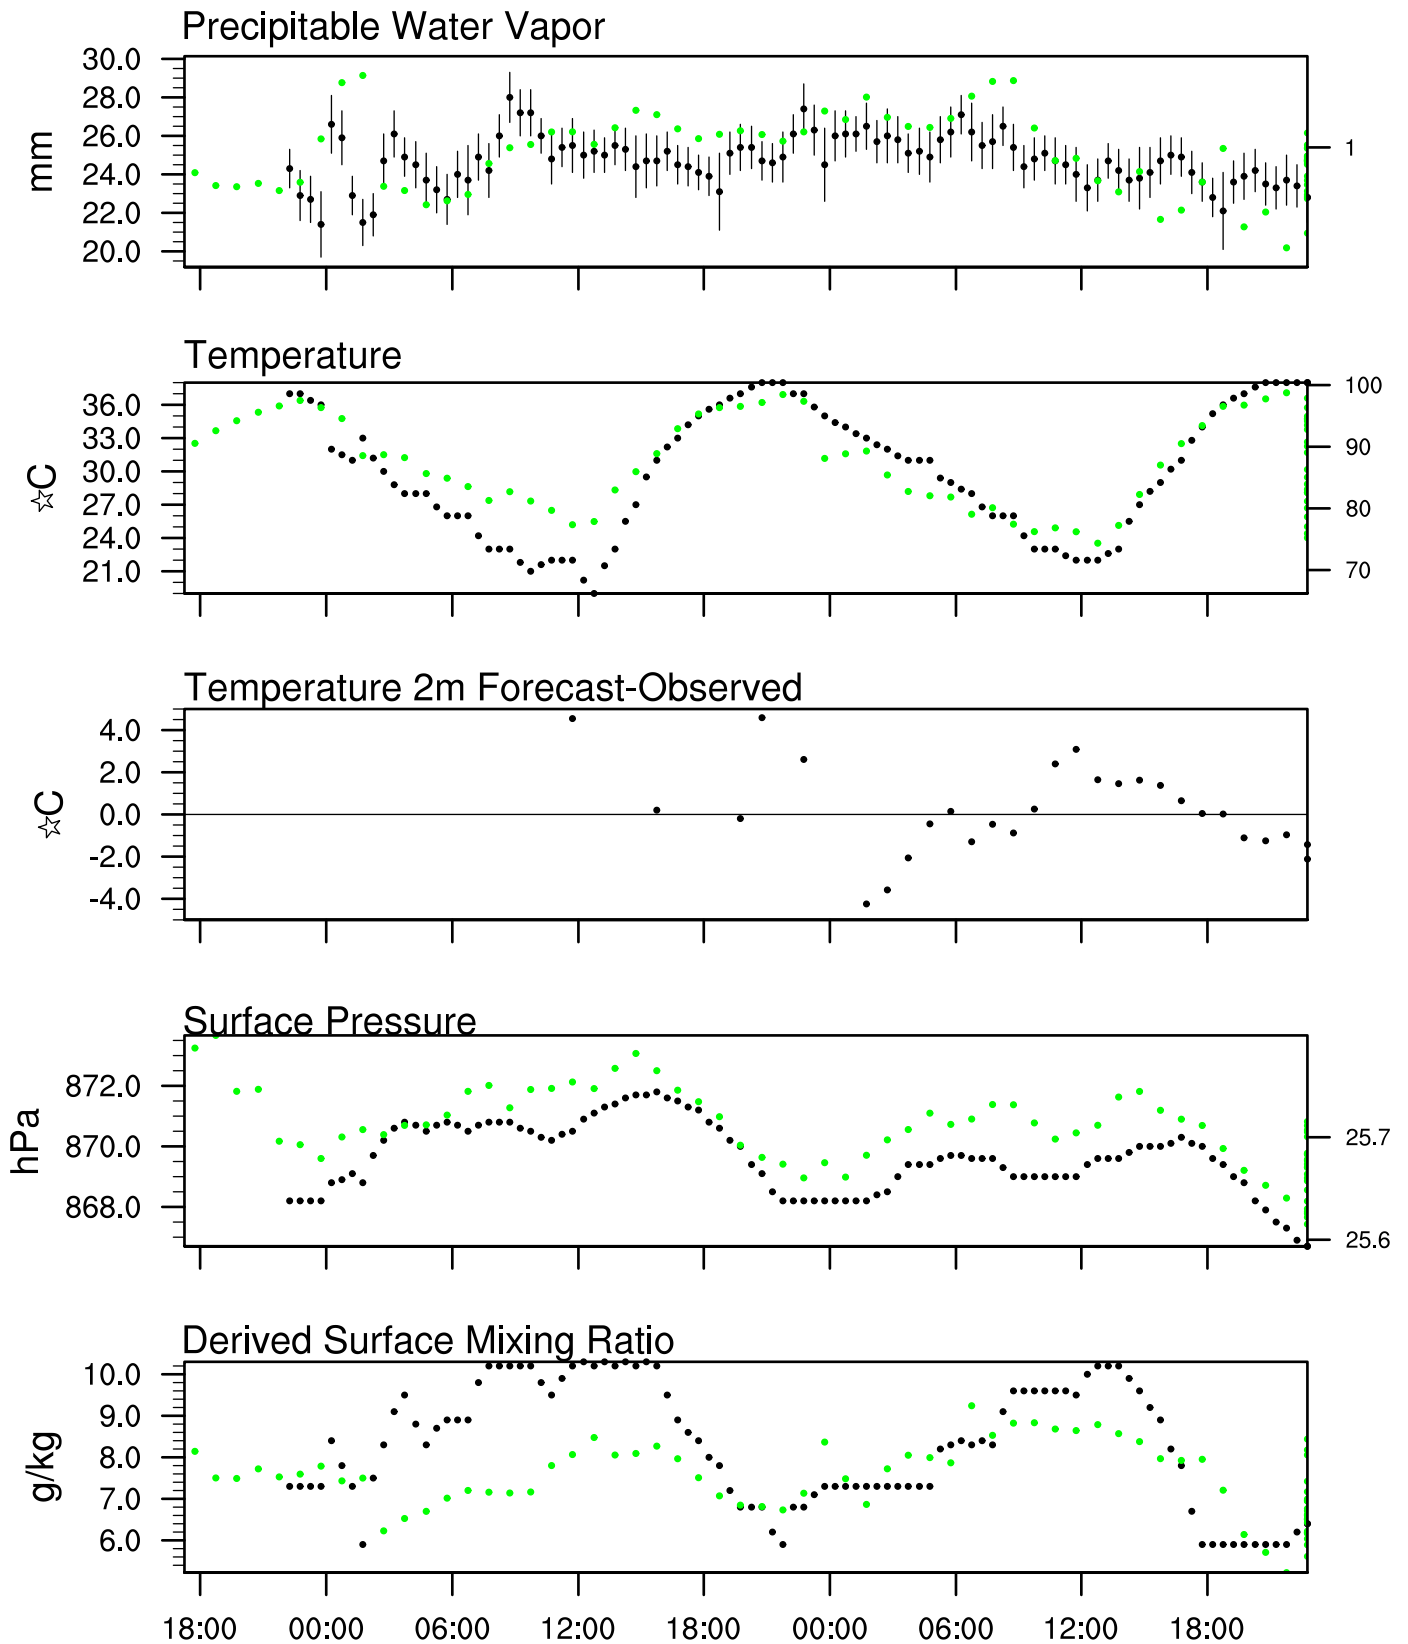 Precipitable Water Vapor
30.0
28.0
26.0
24.0
22.0
20.0
mm
1
Temperature
36.0
33.0
30.0
27.0
24.0
21.0
☆C
100
90
80
70
Temperature 2m Forecast-Observed
4.0
2.0
0.0
-2.0
-4.0
☆C
Surface Pressure
872.0
870.0
868.0
hPa
25.7
25.6
Derived Surface Mixing Ratio
10.0
9.0
8.0
7.0
6.0
g/kg
18:00 00:00 06:00 12:00 18:00 00:00 06:00 12:00 18:00